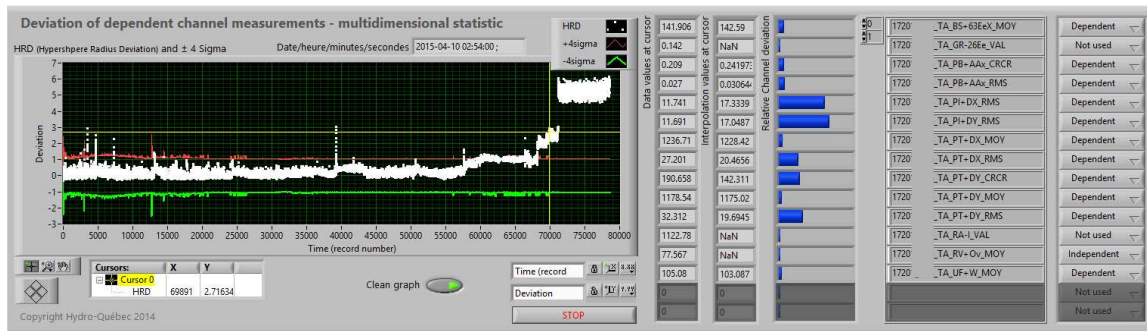 Deviation of dependent channel measurements - multidimensional statistic
HRD
+4sigma
-4sigma
HRD (Hypershpere Radius Deviation) and ± 4 Sigma
Date/heure/minutes/secondes 2015-04-10 02:54:00 ;
Deviation
7
6
5
4
3
2
1
0
-1
-2
-3
0 5000 10000 15000 20000 25000 30000 35000 40000 45000 50000 55000 60000 65000 70000 75000 80000
Time (record number)
Cursors: X Y
Cursor 0
HRD 69891 2.71634
Clean graph
Time (record
Deviation
STOP
Copyright Hydro-Québec 2014
Data values at cursor
141.906
0.142
0.209
0.027
11.741
11.691
1236.71
27.201
190.658
1178.54
32.312
1122.78
77.567
105.08
0
0
Interpolation values at cursor
142.59
NaN
0.24197
0.03064
17.3339
17.0487
1228.42
20.4656
142.311
1175.02
19.6945
NaN
NaN
103.087
0
0
Relative Channel deviation
0
1
1720 _TA_BS+63EeX_MOY Dependent
1720 _TA_GR-26Ee_VAL Not used
1720 _TA_PB+AAx_CRCR Dependent
1720 _TA_PB+AAx_RMS Dependent
1720 _TA_PI+DX_RMS Dependent
1720 _TA_PI+DY_RMS Dependent
1720 _TA_PT+DX_MOY Dependent
1720 _TA_PT+DX_RMS Dependent
1720 _TA_PT+DY_CRCR Dependent
1720 _TA_PT+DY_MOY Dependent
1720 _TA_PT+DY_RMS Dependent
1720 _TA_RA-I_VAL Not used
1720 _TA_RV+Ov_MOY Independent
1720 _TA_UF+W_MOY Dependent
Not used
Not used